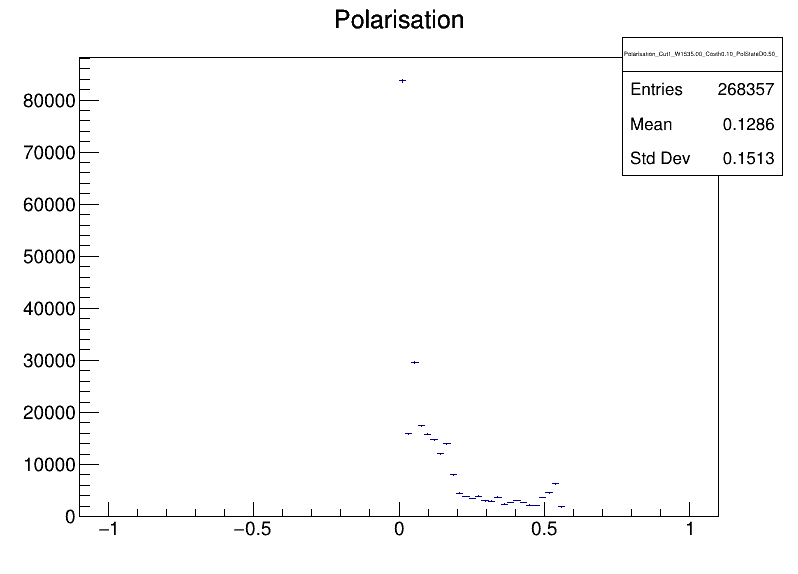 Polarisation
Polarisation_Cut1_W1535.00_Costh0.10_PolStateD0.50_
Entries 268357
Mean 0.1286
Std Dev 0.1513
80000
70000
60000
50000
40000
30000
20000
10000
0
−1 −0.5 0 0.5 1